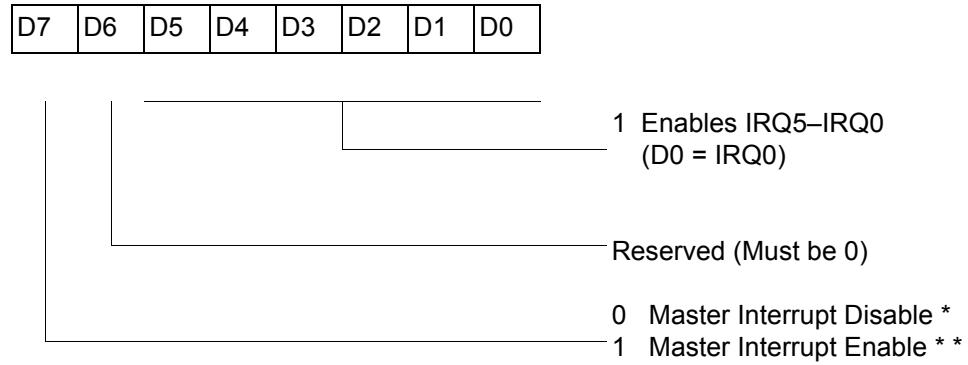 D7 D6 D5 D4 D3 D2 D1 D0
1 Enables IRQ5–IRQ0
(D0 = IRQ0)
Reserved (Must be 0)
0 Master Interrupt Disable *
1 Master Interrupt Enable * *